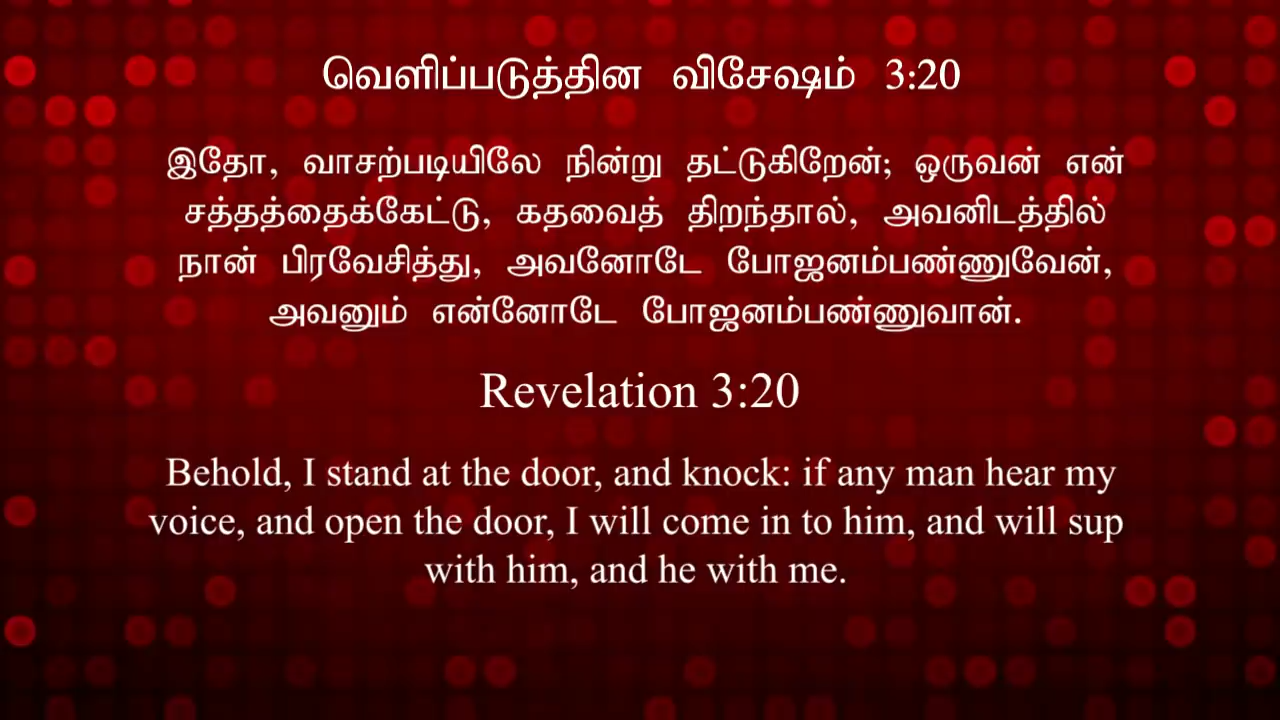 வெளிப்படுத்தின விசேஷம் 3:20
இதோ, வாசற்படியிலே நின்று தட்டுகிறேன்; ஒருவன் என்
சத்தத்தைக்கேட்டு, கதவைத் திறந்தால், அவனிடத்தில்
நான் பிரவேசித்து, அவனோடே போஜனம்பண்ணுவேன்,
அவனும் என்னோடே போஜனம்பண்ணுவான்.
Revelation 3:20
Behold, I stand at the door, and knock: if any man hear my
voice, and open the door, I will come in to him, and will sup
with him, and he with me.